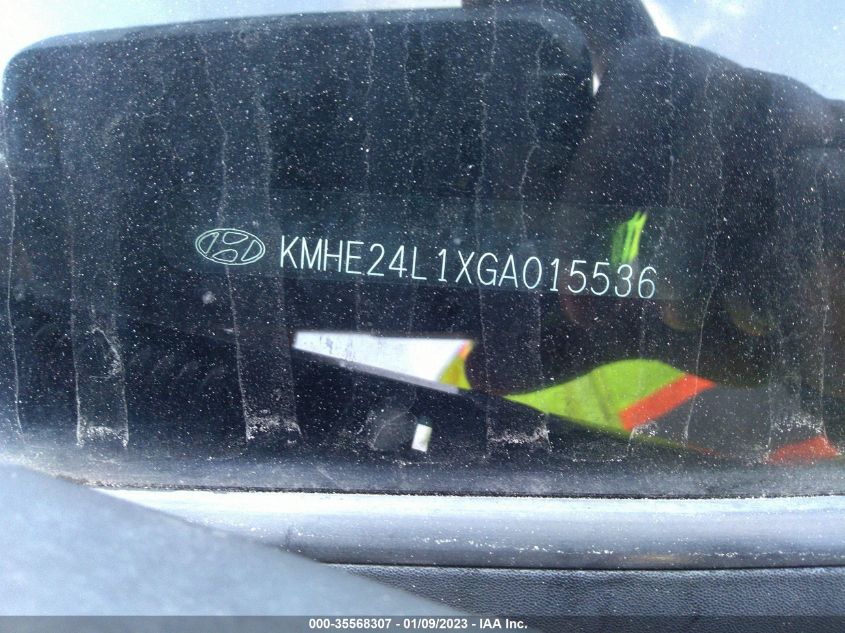 KMHE24L1XGA015536
000-35568307 - 01/09/2023 - IAA Inc.